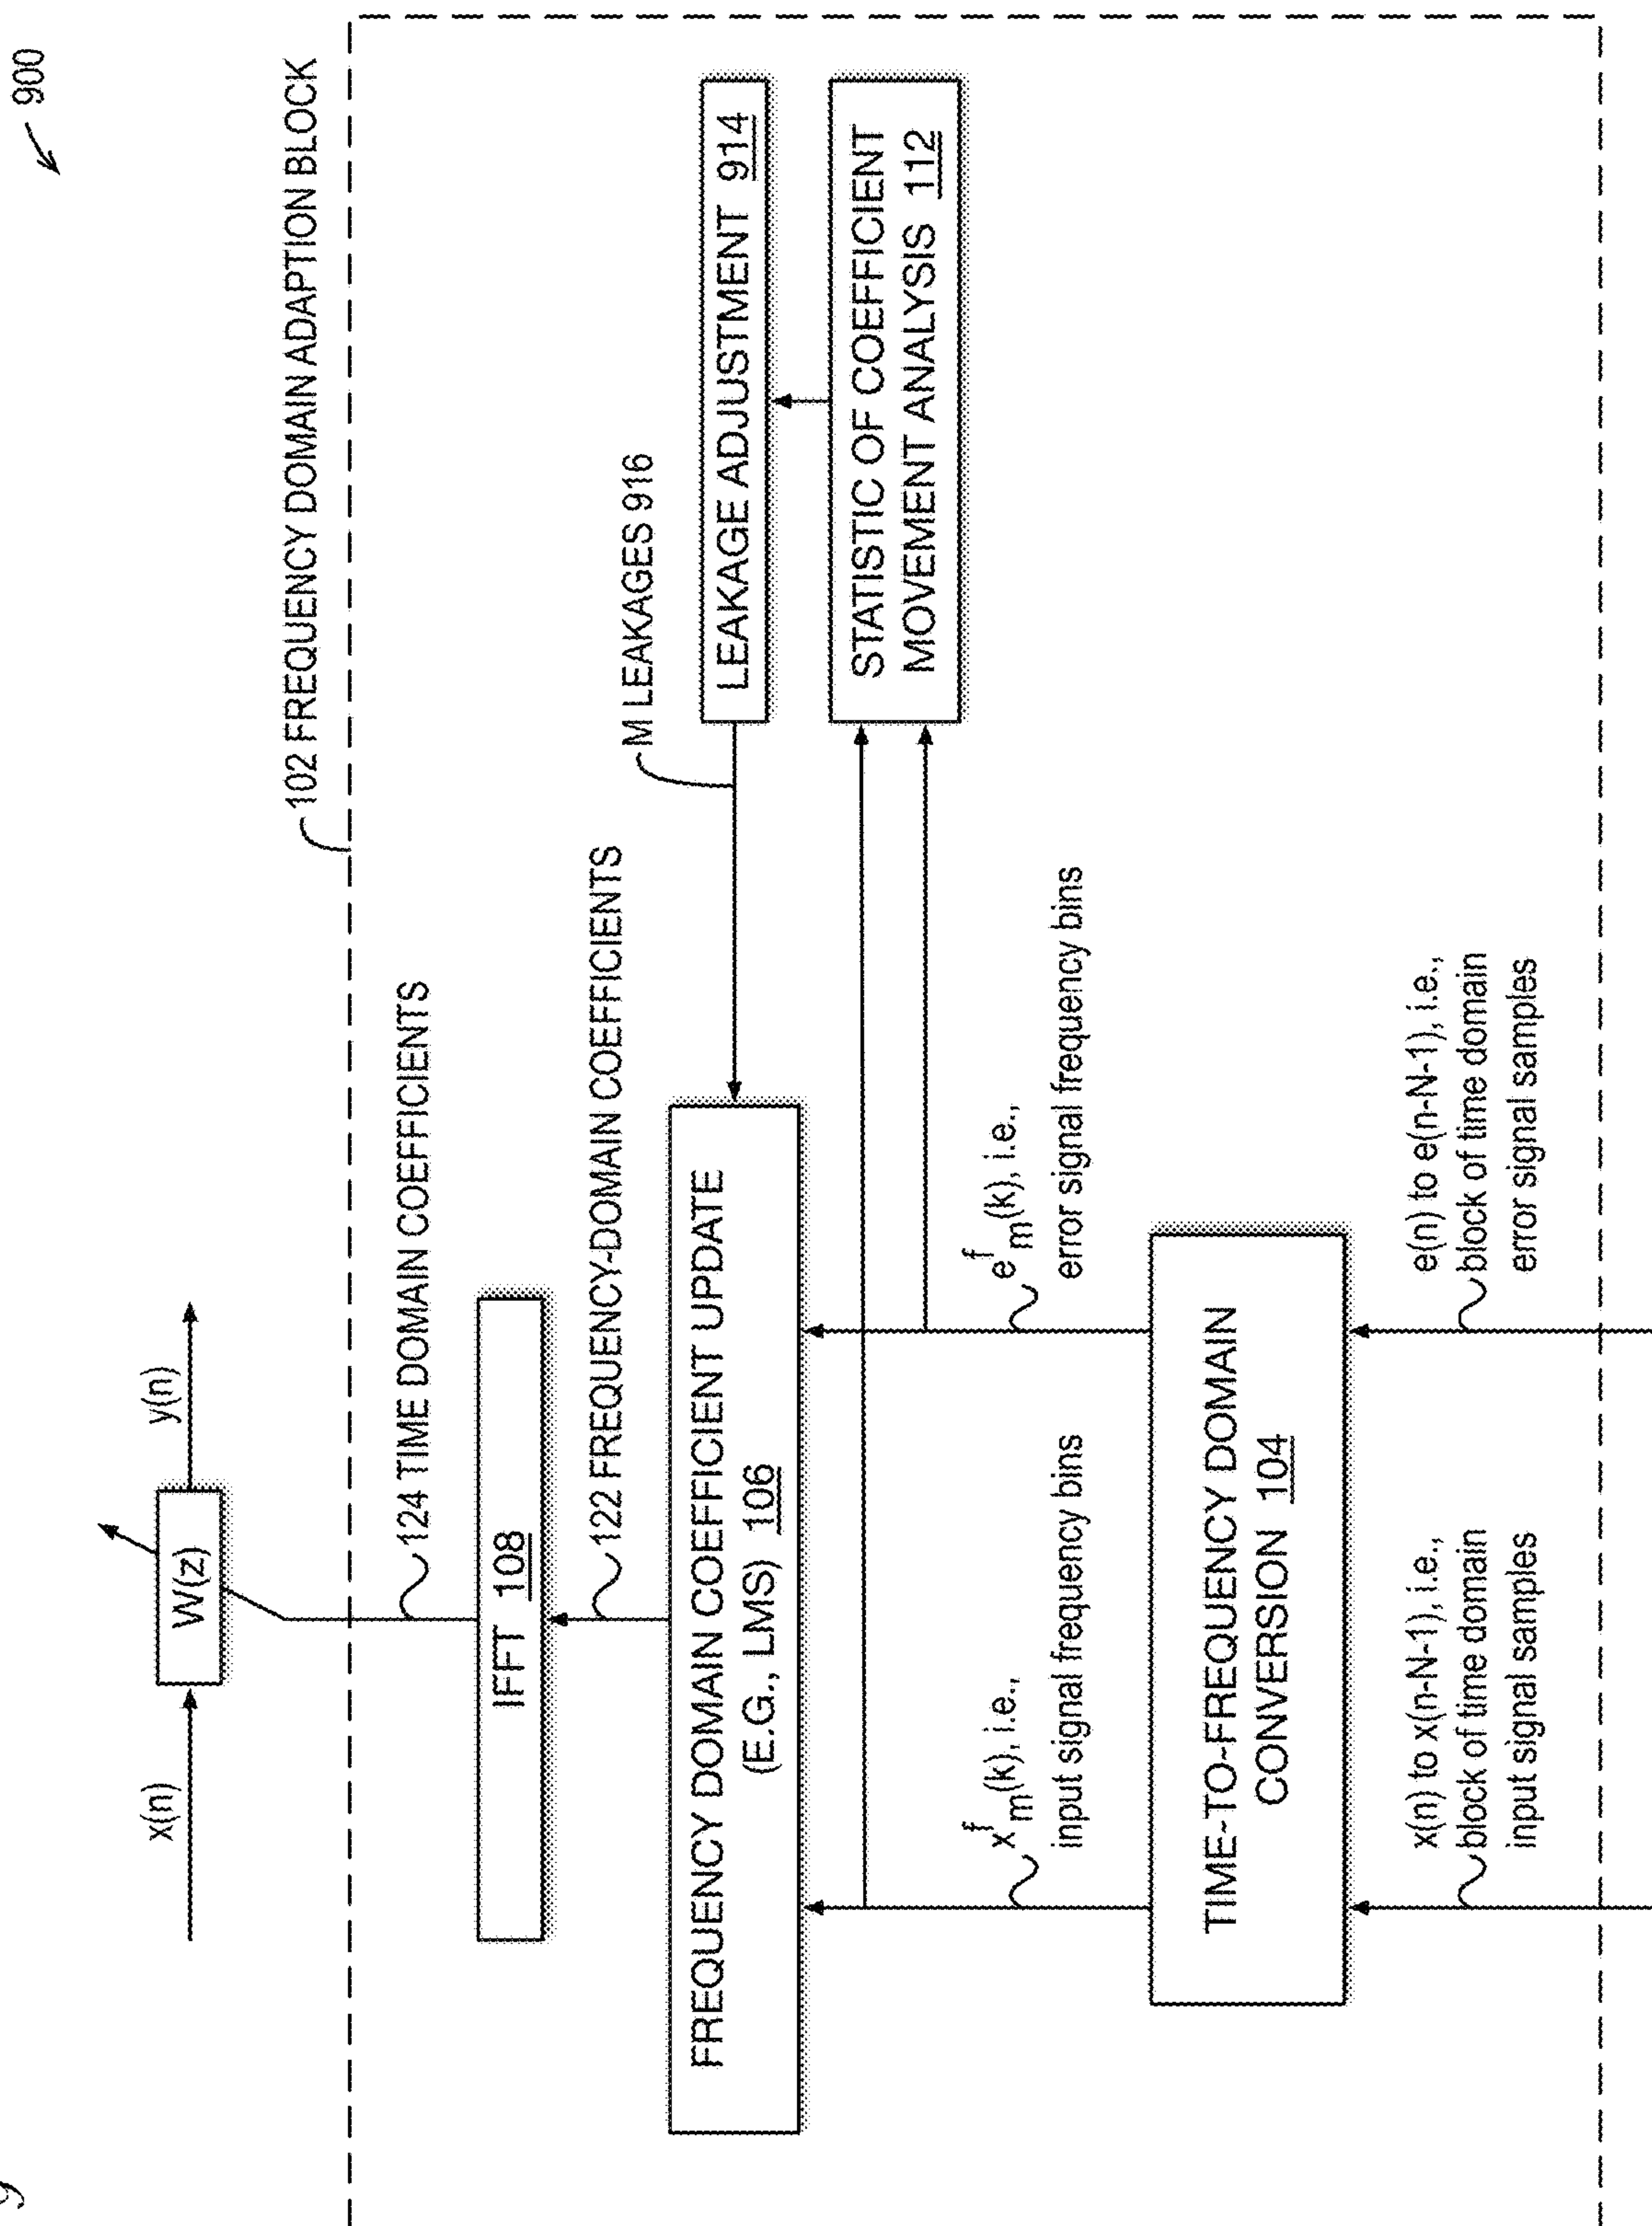 900
102 FREQUENCY DOMAIN ADAPTION BLOCK
x(n)
W(z)
y(n)
124 TIME DOMAIN COEFFICIENTS
IFFT 108
122 FREQUENCY-DOMAIN COEFFICIENTS
M LEAKAGES 916
FREQUENCY DOMAIN COEFFICIENT UPDATE
(E.G., LMS) 106
LEAKAGE ADJUSTMENT 914
STATISTIC OF COEFFICIENT
MOVEMENT ANALYSIS 112
x^f_m(k), i.e.,
input signal frequency bins
e^f_m(k), i.e.,
error signal frequency bins
TIME-TO-FREQUENCY DOMAIN
CONVERSION 104
x(n) to x(n-N-1), i.e.,
block of time domain
input signal samples
e(n) to e(n-N-1), i.e.,
block of time domain
error signal samples